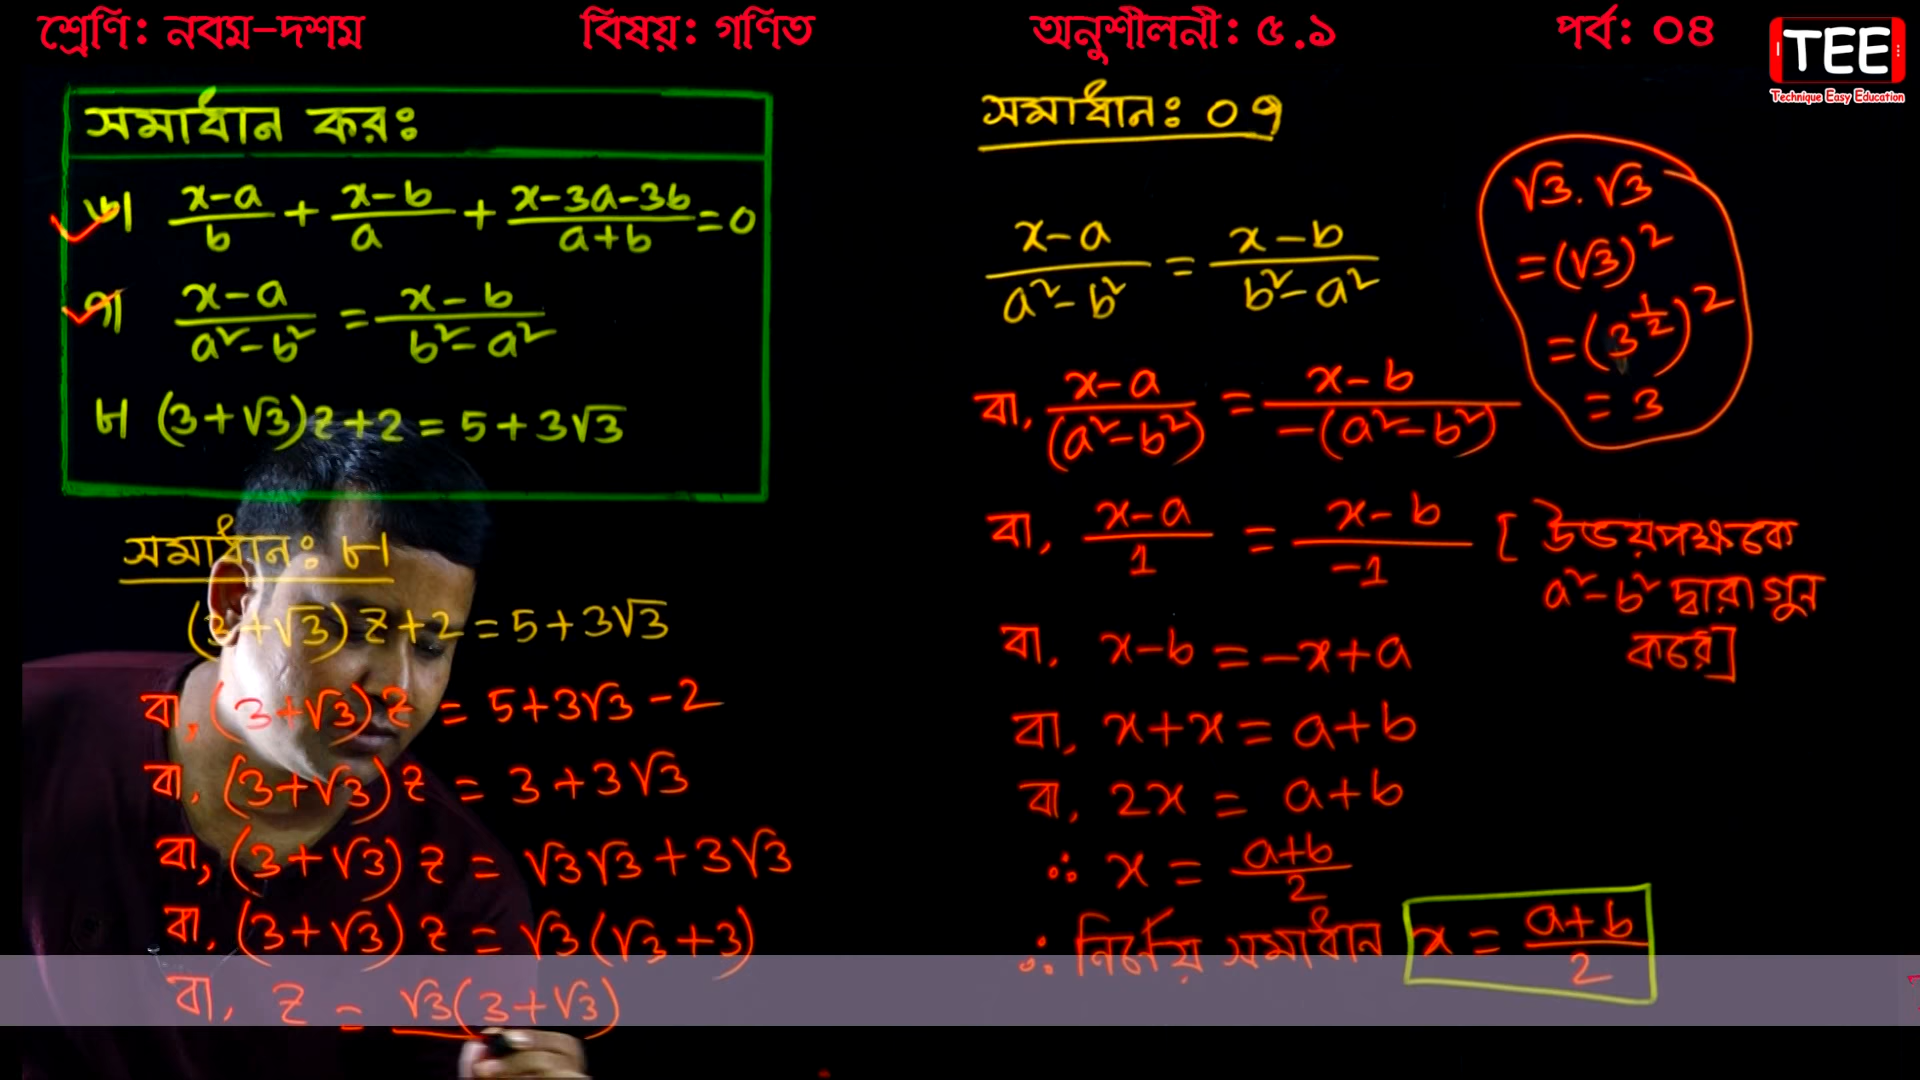 শ্রেণি: নবম-দশম বিষয়: গণিত অনুশীলনী: ৫.১ পর্ব: ০৪
TEE
Technique Easy Education
সমাধান কর:
৬। (x-a)/b + (x-b)/a + (x-3a-3b)/(a+b) = 0
৭। (x-a)/(a²-b²) = (x-b)/(b²-a²)
৮। (3+√3)z+2 = 5+3√3
সমাধান: ৮।
(3+√3)z+2 = 5+3√3
বা, (3+√3)z = 5+3√3-2
বা, (3+√3)z = 3+3√3
বা, (3+√3)z = √3√3+3√3
বা, (3+√3)z = √3(√3+3)
বা, z = √3(3+√3)
সমাধান: ০৭
(x-a)/(a²-b²) = (x-b)/(b²-a²)
বা, (x-a)/(a²-b²) = (x-b)/-(a²-b²)
বা, (x-a)/1 = (x-b)/-1 [উভয়পক্ষকে
a²-b² দ্বারা গুন
করে]
বা, x-b = -x+a
বা, x+x = a+b
বা, 2x = a+b
∴ x = (a+b)/2
∴ নির্ণেয় সমাধান x = (a+b)/2
√3.√3
= (√3)²
= (3^(1/2))²
= 3